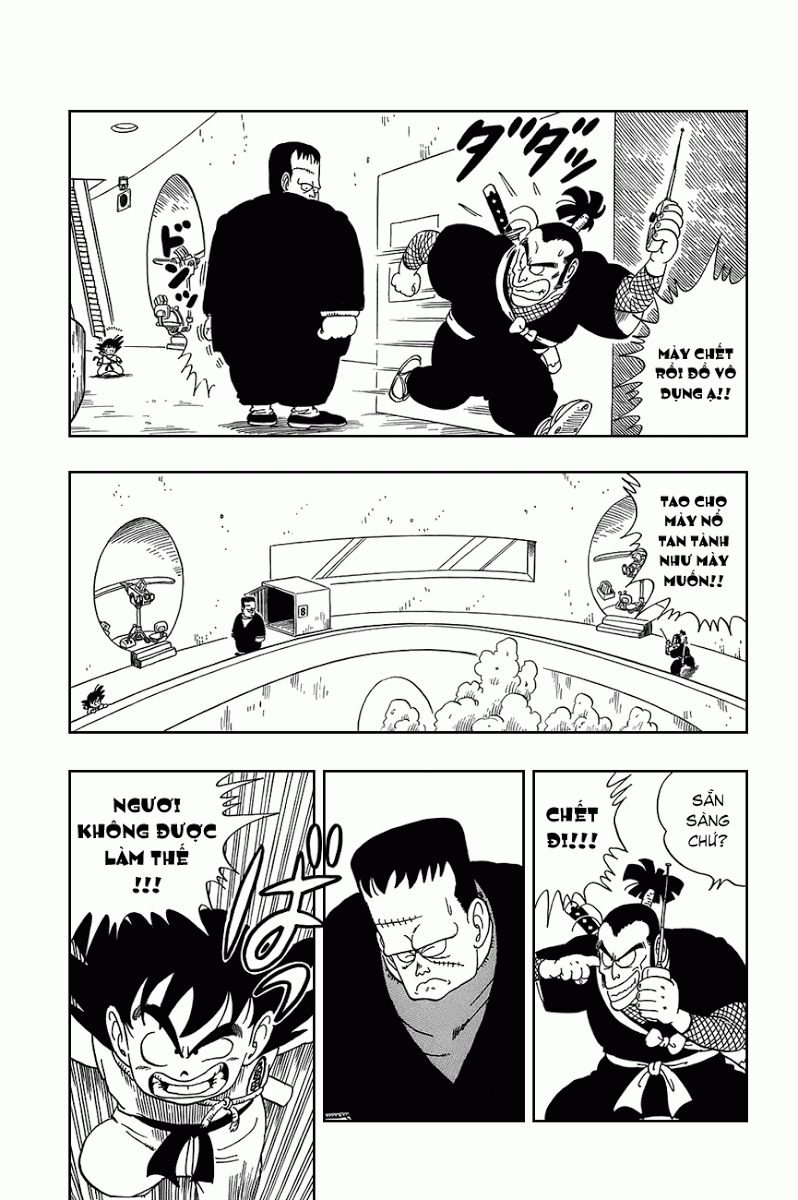 ダダッ
ドンッ
MÀY CHẾT
RỒI ĐỒ VÔ
DỤNG Ạ!!
TAO CHO
MÀY NỔ
TAN TÀNH
NHƯ MÀY
MUỐN!!
8
SẴN
SÀNG
CHỨ?
CHẾT
ĐI!!!
NGƯƠI
KHÔNG ĐƯỢC
LÀM THẾ
!!!
ばっ